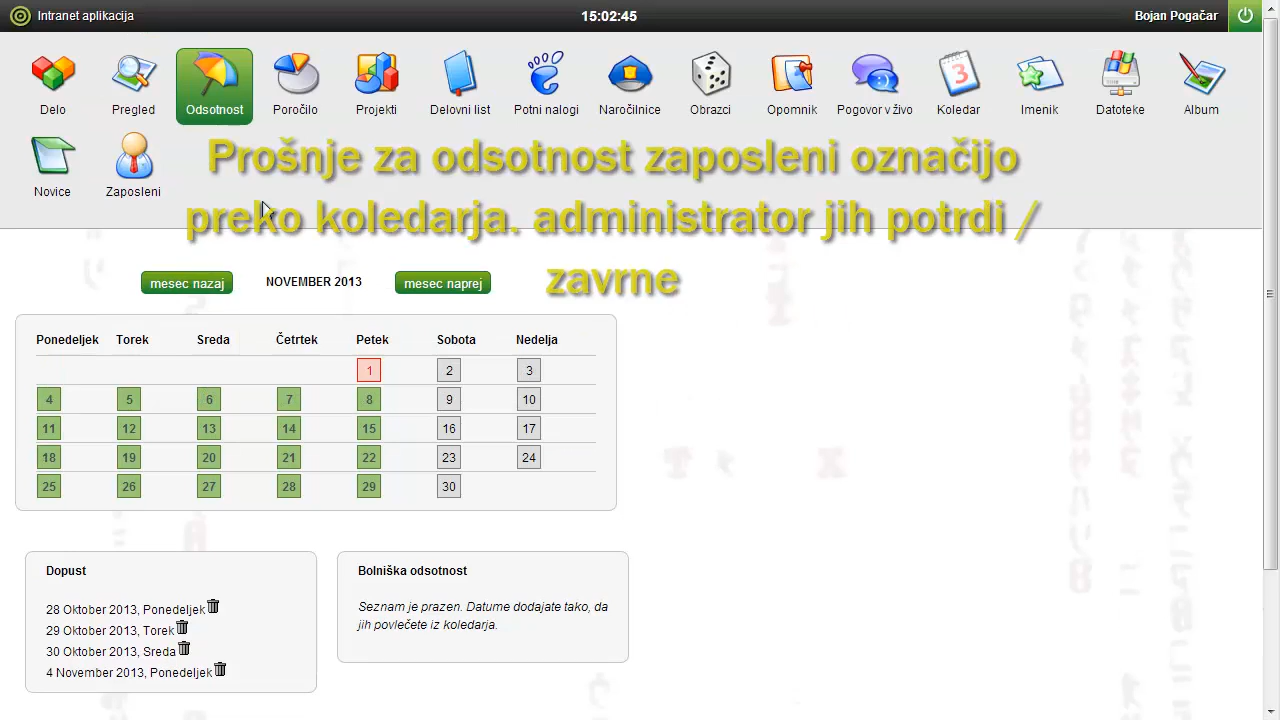 Intranet aplikacija 15:02:45 Bojan Pogačar
Delo Pregled Odsotnost Poročilo Projekti Delovni list Potni nalogi Naročilnice Obrazci Opomnik Pogovor v živo Koledar Imenik Datoteke Album
Novice Zaposleni
Prošnje za odsotnost zaposleni označijo
preko koledarja. administrator jih potrdi /
zavrne
mesec nazaj NOVEMBER 2013 mesec naprej
Ponedeljek Torek Sreda Četrtek Petek Sobota Nedelja
1 2 3
4 5 6 7 8 9 10
11 12 13 14 15 16 17
18 19 20 21 22 23 24
25 26 27 28 29 30
Dopust
28 Oktober 2013, Ponedeljek
29 Oktober 2013, Torek
30 Oktober 2013, Sreda
4 November 2013, Ponedeljek
Bolniška odsotnost
Seznam je prazen. Datume dodajate tako, da
jih povlečete iz koledarja.